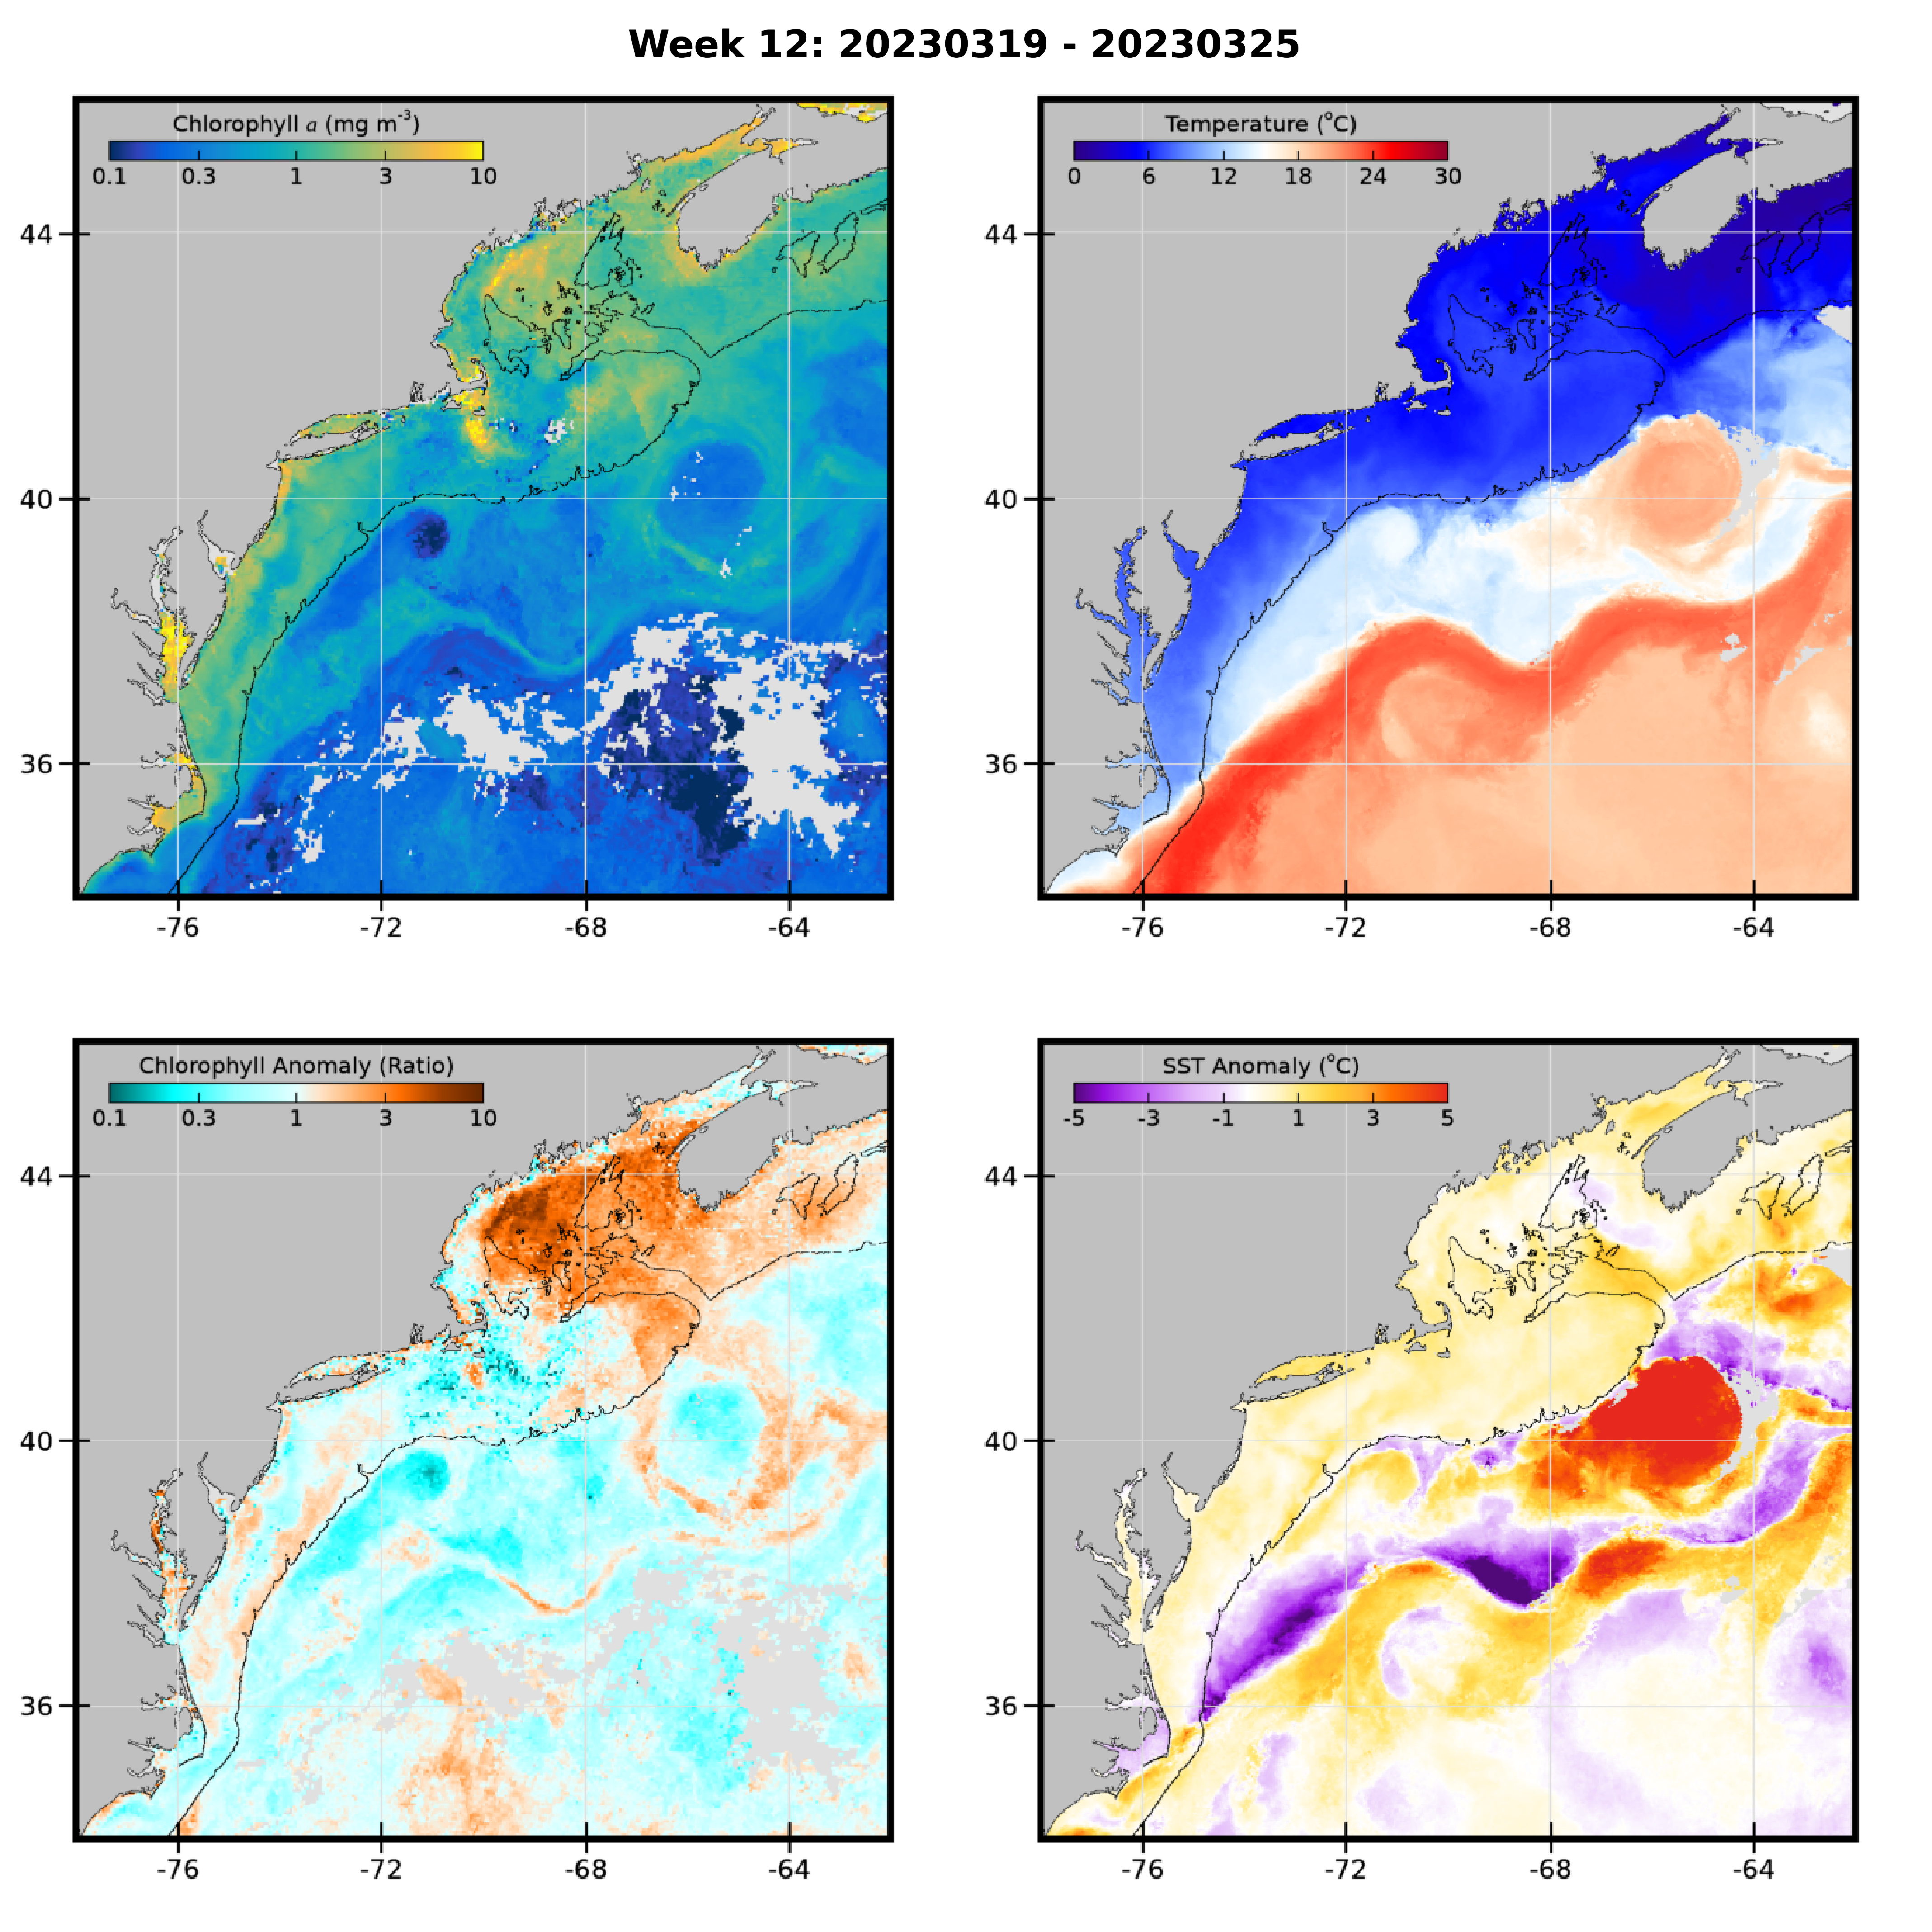 Week 12: 20230319 - 20230325
Chlorophyll a (mg m-3)
0.1 0.3 1 3 10
44
40
36
-76 -72 -68 -64
Temperature (oC)
0 6 12 18 24 30
44
40
36
-76 -72 -68 -64
Chlorophyll Anomaly (Ratio)
0.1 0.3 1 3 10
44
40
36
-76 -72 -68 -64
SST Anomaly (oC)
-5 -3 -1 1 3 5
44
40
36
-76 -72 -68 -64